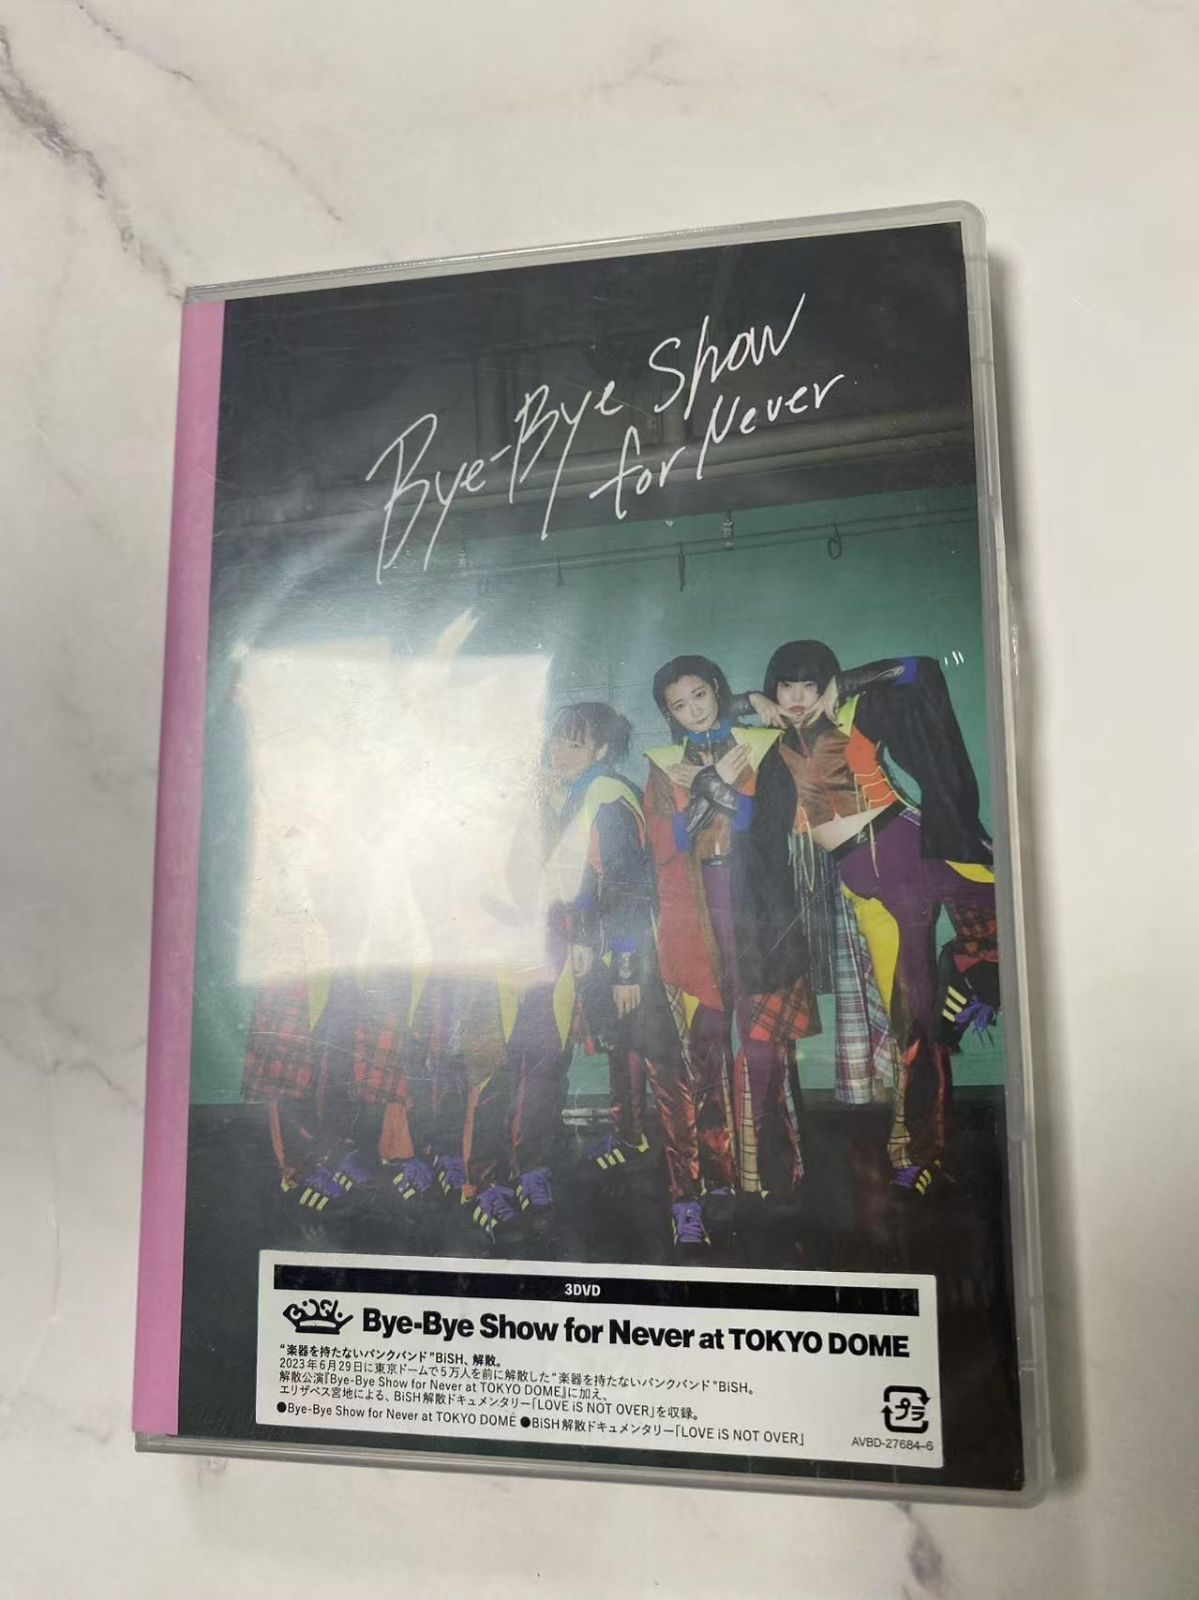 Bye-Bye Show
for Never
3DVD
BiSH Bye-Bye Show for Never at TOKYO DOME
“楽器を持たないパンクバンド”BiSH、解散。
2023年6月29日に東京ドームで5万人を前に解散した“楽器を持たないパンクバンド”BiSH。
解散公演『Bye-Bye Show for Never at TOKYO DOME』に加え、
エリザベス宮地による、BiSH解散ドキュメンタリー「LOVE iS NOT OVER」を収録。
●Bye-Bye Show for Never at TOKYO DOME ●BiSH解散ドキュメンタリー「LOVE iS NOT OVER」
プラ
AVBD-27684~6